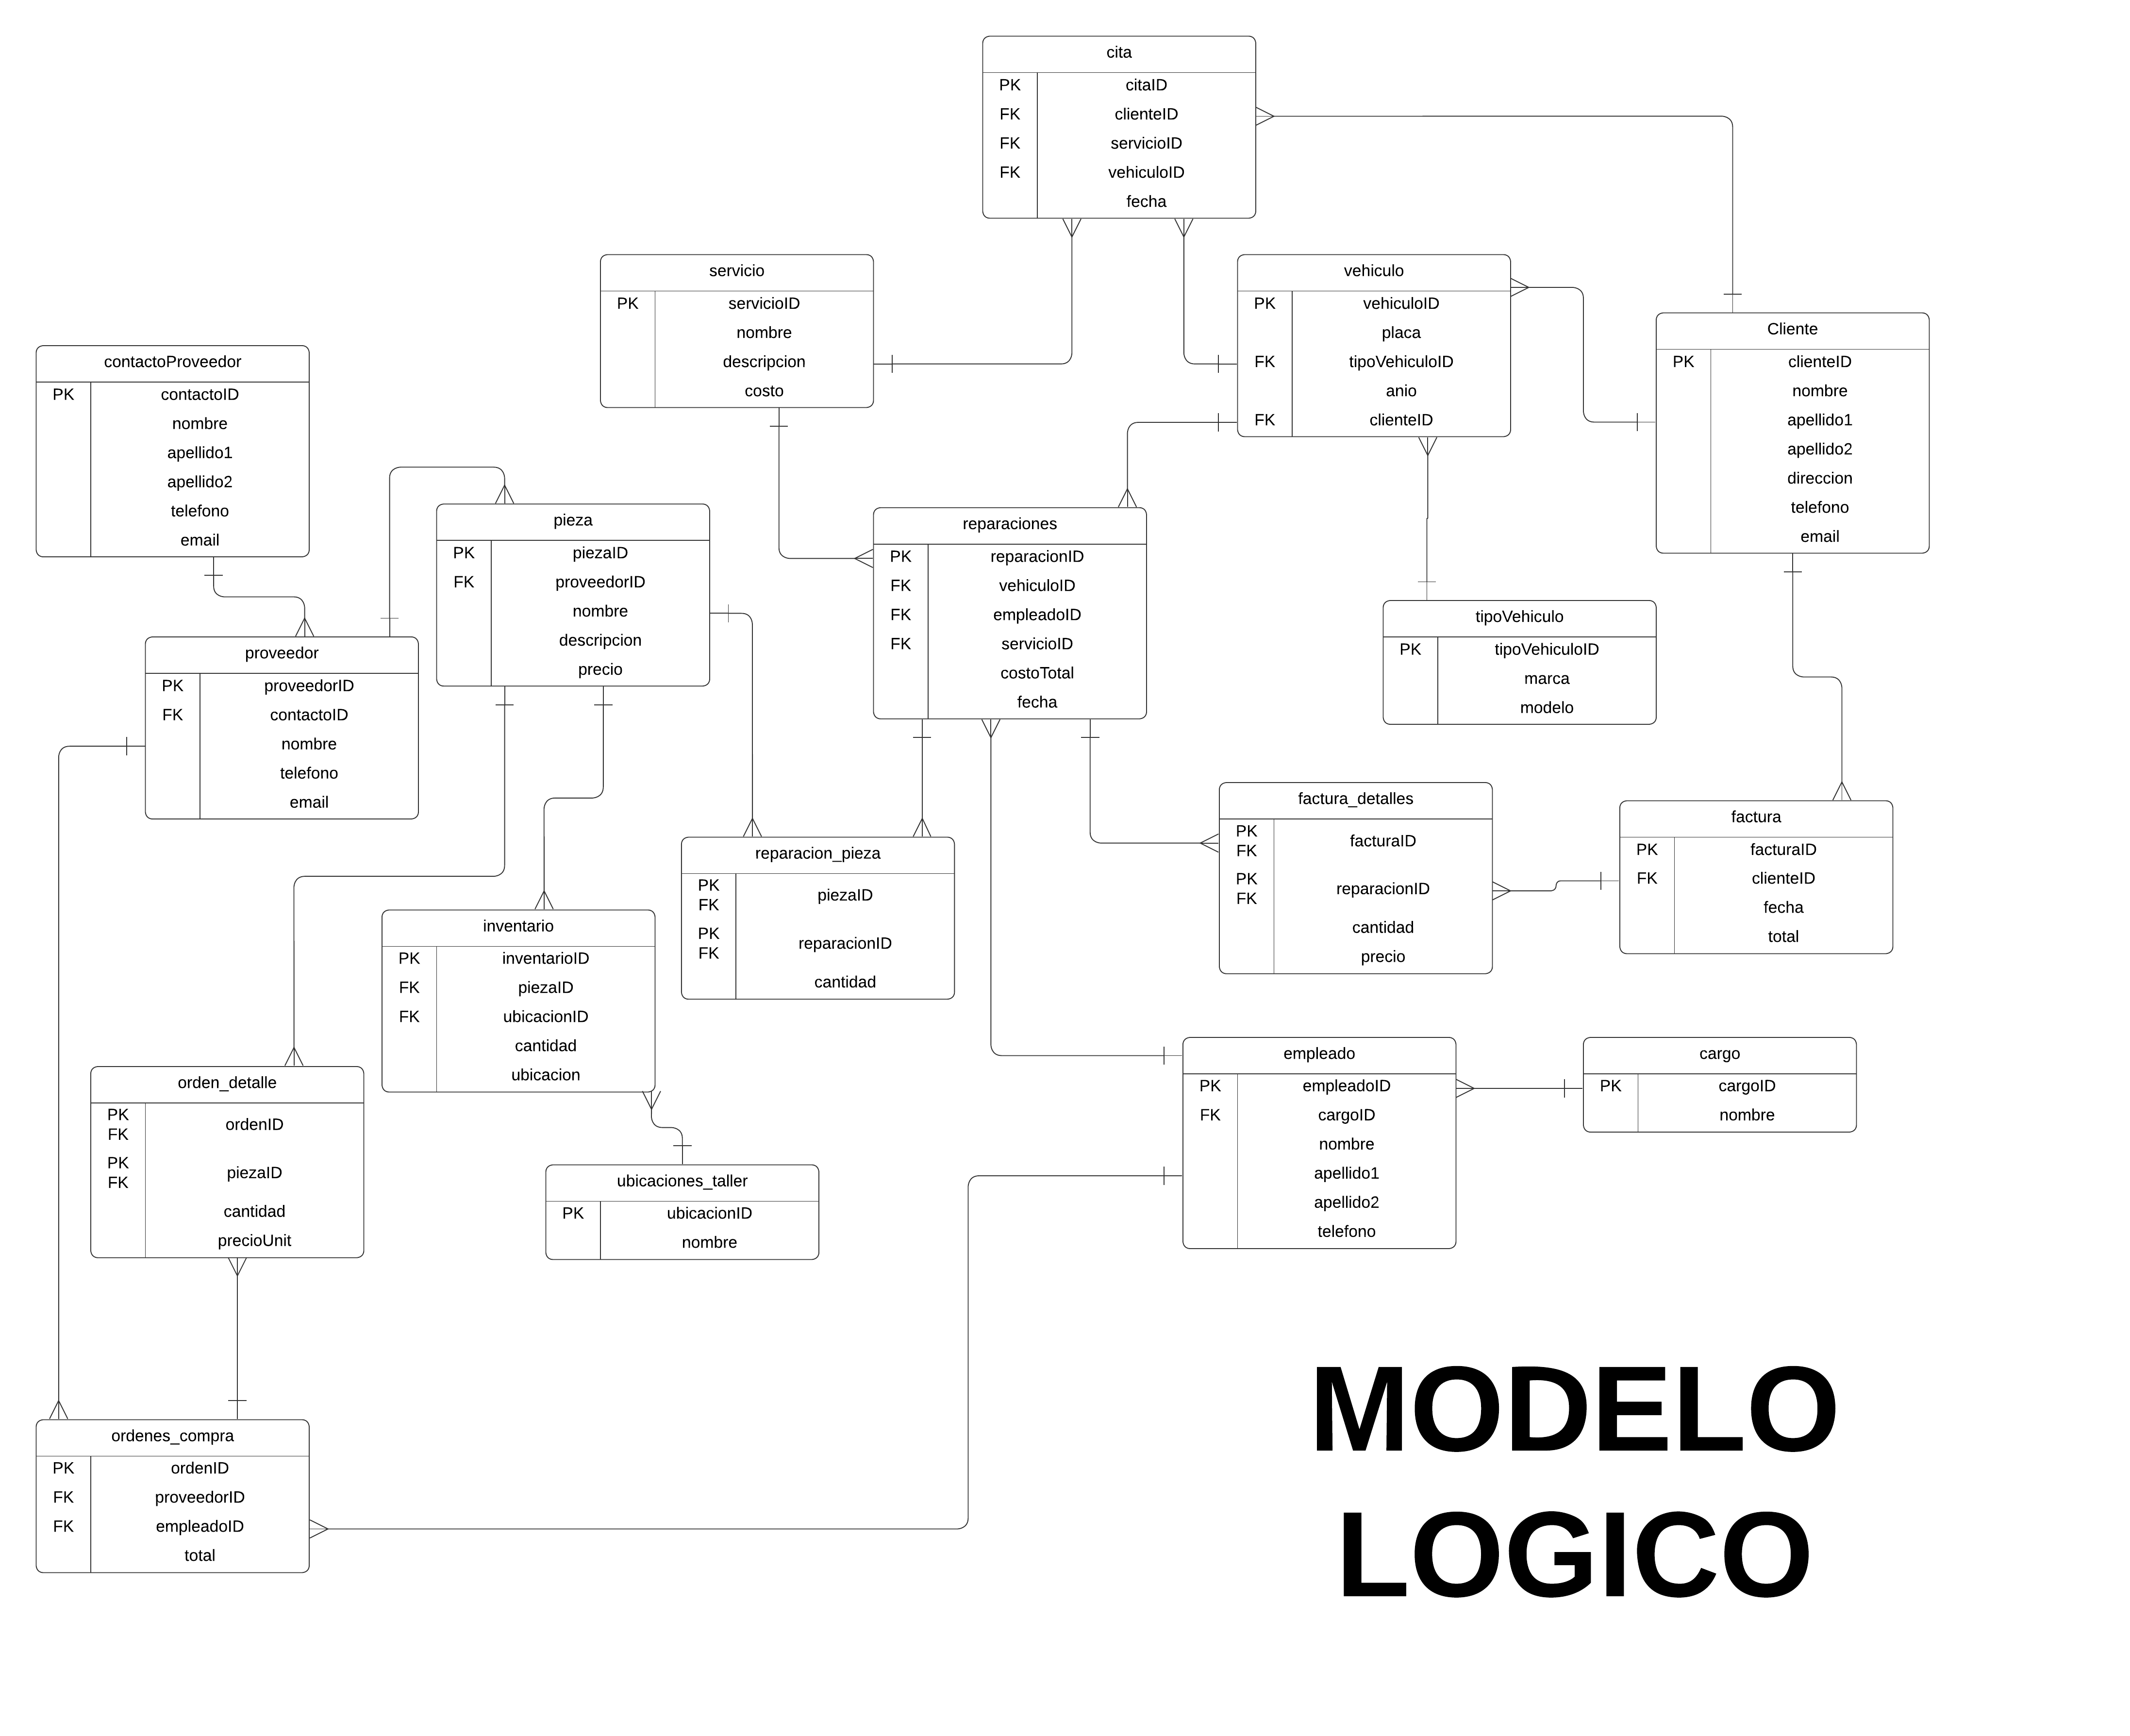 cita
PK citaID
FK clienteID
FK servicioID
FK vehiculoID
fecha
servicio
PK servicioID
nombre
descripcion
costo
vehiculo
PK vehiculoID
placa
FK tipoVehiculoID
anio
FK clienteID
Cliente
PK clienteID
nombre
apellido1
apellido2
direccion
telefono
email
contactoProveedor
PK contactoID
nombre
apellido1
apellido2
telefono
email
pieza
PK piezaID
FK proveedorID
nombre
descripcion
precio
reparaciones
PK reparacionID
FK vehiculoID
FK empleadoID
FK servicioID
costoTotal
fecha
tipoVehiculo
PK tipoVehiculoID
marca
modelo
proveedor
PK proveedorID
FK contactoID
nombre
telefono
email
factura_detalles
PK
FK facturaID
PK
FK reparacionID
cantidad
precio
factura
PK facturaID
FK clienteID
fecha
total
reparacion_pieza
PK
FK piezaID
PK
FK reparacionID
cantidad
inventario
PK inventarioID
FK piezaID
FK ubicacionID
cantidad
ubicacion
empleado
PK empleadoID
FK cargoID
nombre
apellido1
apellido2
telefono
cargo
PK cargoID
nombre
orden_detalle
PK
FK ordenID
PK
FK piezaID
cantidad
precioUnit
ubicaciones_taller
PK ubicacionID
nombre
ordenes_compra
PK ordenID
FK proveedorID
FK empleadoID
total
MODELO
LOGICO